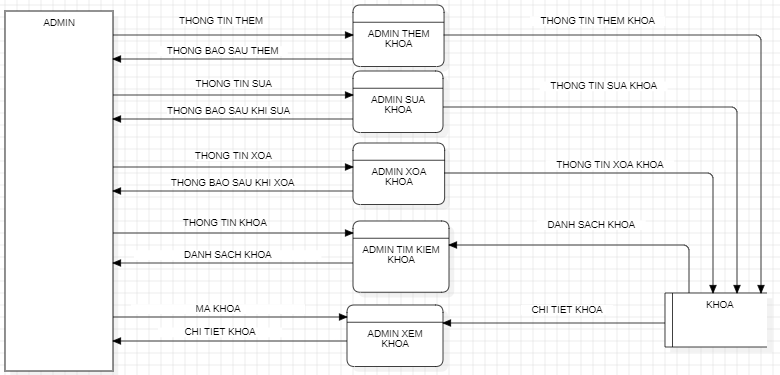 ADMIN
THONG TIN THEM
THONG BAO SAU THEM
ADMIN THEM
KHOA
THONG TIN THEM KHOA
THONG TIN SUA
THONG BAO SAU KHI SUA
ADMIN SUA
KHOA
THONG TIN SUA KHOA
THONG TIN XOA
THONG BAO SAU KHI XOA
ADMIN XOA
KHOA
THONG TIN XOA KHOA
THONG TIN KHOA
DANH SACH KHOA
ADMIN TIM KIEM
KHOA
DANH SACH KHOA
MA KHOA
CHI TIET KHOA
ADMIN XEM
KHOA
CHI TIET KHOA
KHOA